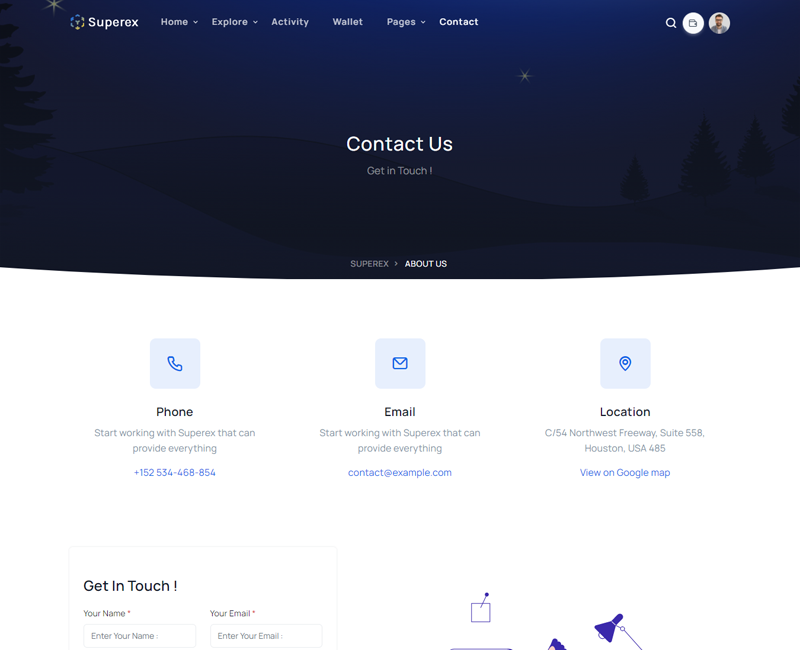 Superex Home Explore Activity Wallet Pages Contact
Contact Us
Get in Touch !
SUPEREX > ABOUT US
Phone
Start working with Superex that can
provide everything
+152 534-468-854
Email
Start working with Superex that can
provide everything
contact@example.com
Location
C/54 Northwest Freeway, Suite 558,
Houston, USA 485
View on Google map
Get In Touch !
Your Name * Your Email *
Enter Your Name : Enter Your Email :